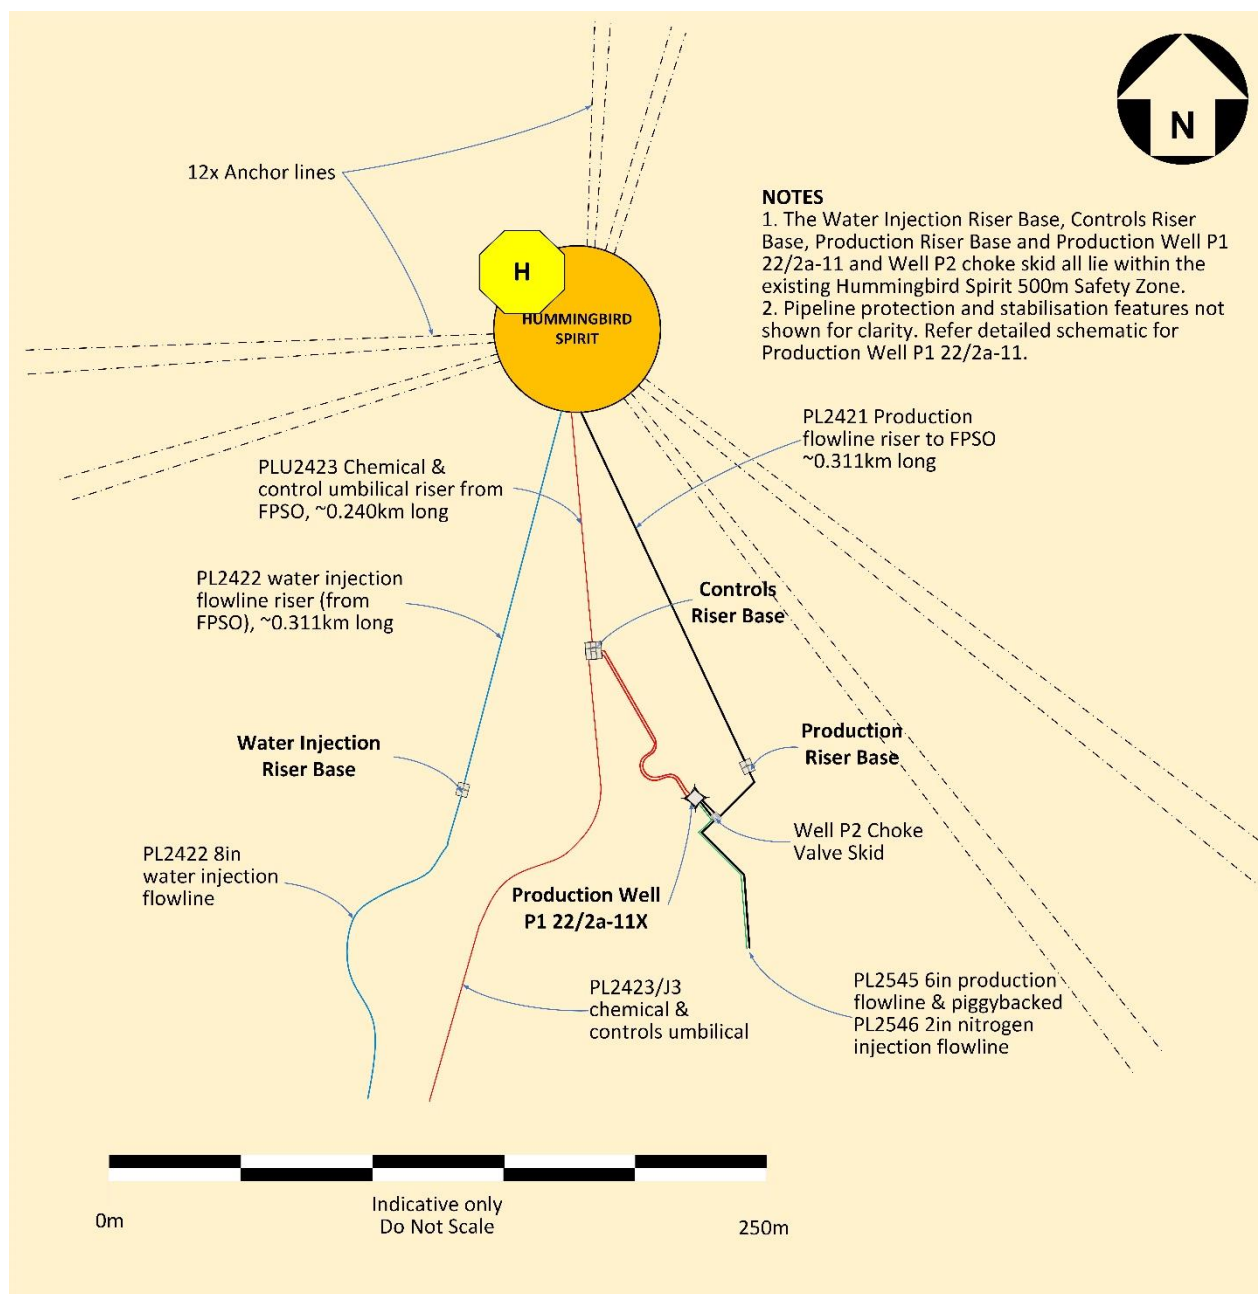 N
12x Anchor lines
NOTES
1. The Water Injection Riser Base, Controls Riser
Base, Production Riser Base and Production Well P1
22/2a-11 and Well P2 choke skid all lie within the
existing Hummingbird Spirit 500m Safety Zone.
2. Pipeline protection and stabilisation features not
shown for clarity. Refer detailed schematic for
Production Well P1 22/2a-11.
H
HUMMINGBIRD
SPIRIT
PL2421 Production
flowline riser to FPSO
~0.311km long
PLU2423 Chemical &
control umbilical riser from
FPSO, ~0.240km long
PL2422 water injection
flowline riser (from
FPSO), ~0.311km long
Controls
Riser Base
Water Injection
Riser Base
Production
Riser Base
Well P2 Choke
Valve Skid
PL2422 8in
water injection
flowline
Production Well
P1 22/2a-11X
PL2423/J3
chemical &
controls umbilical
PL2545 6in production
flowline & piggybacked
PL2546 2in nitrogen
injection flowline
Indicative only
Do Not Scale
0m
250m